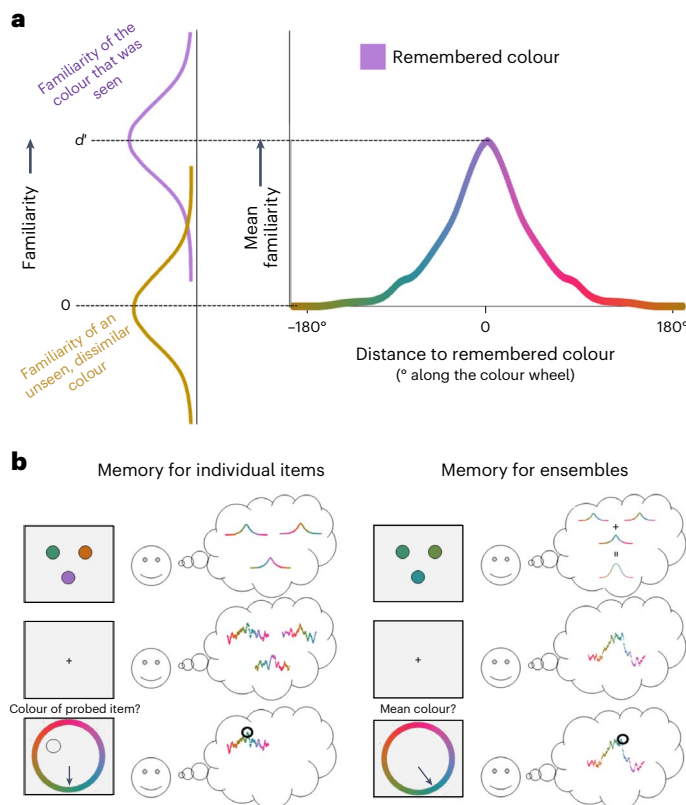 a
Familiarity of the
colour that was
seen
Remembered colour
d′
Familiarity
Mean
familiarity
0
Familiarity of an
unseen, dissimilar
colour
–180°
0
180°
Distance to remembered colour
(° along the colour wheel)
b
Memory for individual items
Memory for ensembles
+
=
+
+
Colour of probed item?
Mean colour?